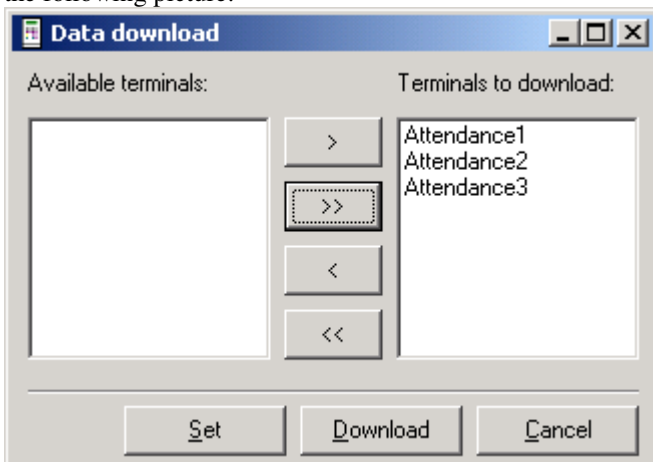 the following picture.
Data download
Available terminals:
Terminals to download:
>
>>
<
<<
Attendance1
Attendance2
Attendance3
Set
Download
Cancel